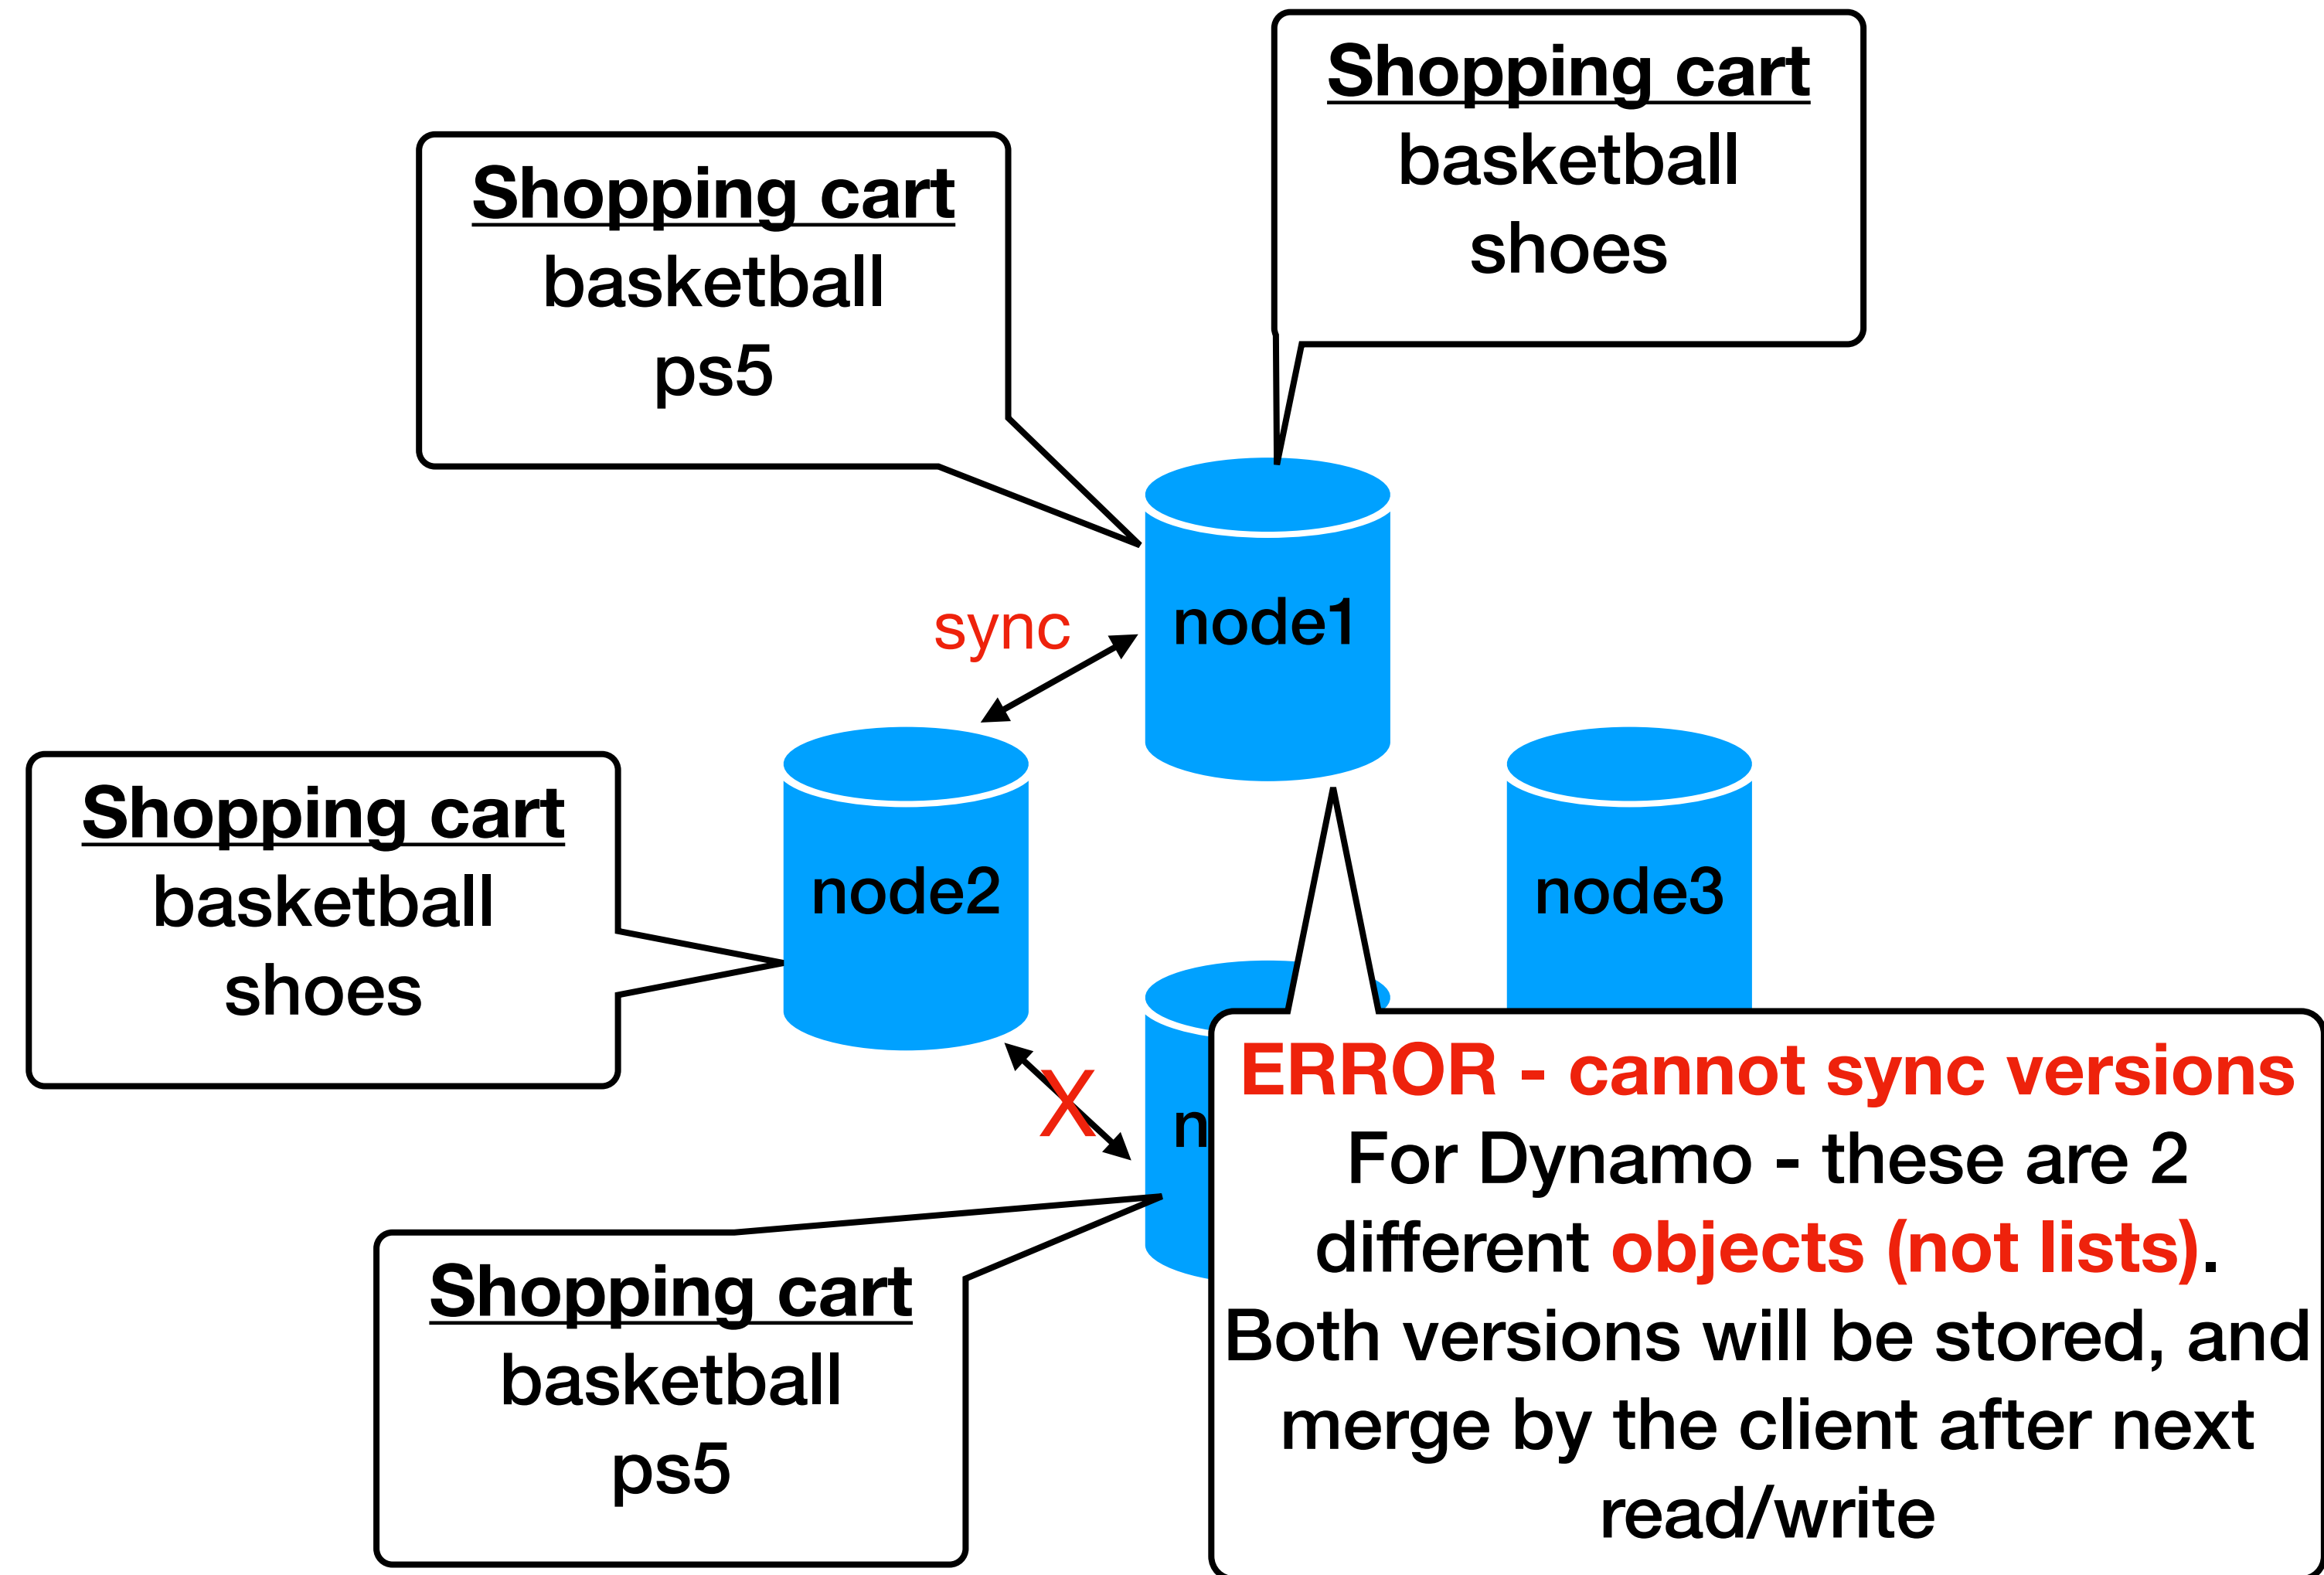 Shopping cart
basketball
shoes
Shopping cart
basketball
ps5
sync
node1
Shopping cart
basketball
shoes
node2
node3
X
ERROR - cannot sync versions
For Dynamo - these are 2
different objects (not lists).
Both versions will be stored, and
merge by the client after next
read/write
Shopping cart
basketball
ps5